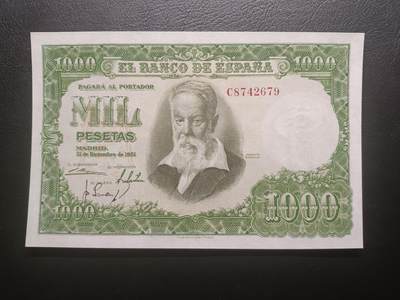 1000
1000
EL BANCO DE ESPAÑA
PAGARÁ AL PORTADOR
C8742679
MIL
PESETAS
MADRID,
31 de Diciembre de 1951
1000
1000